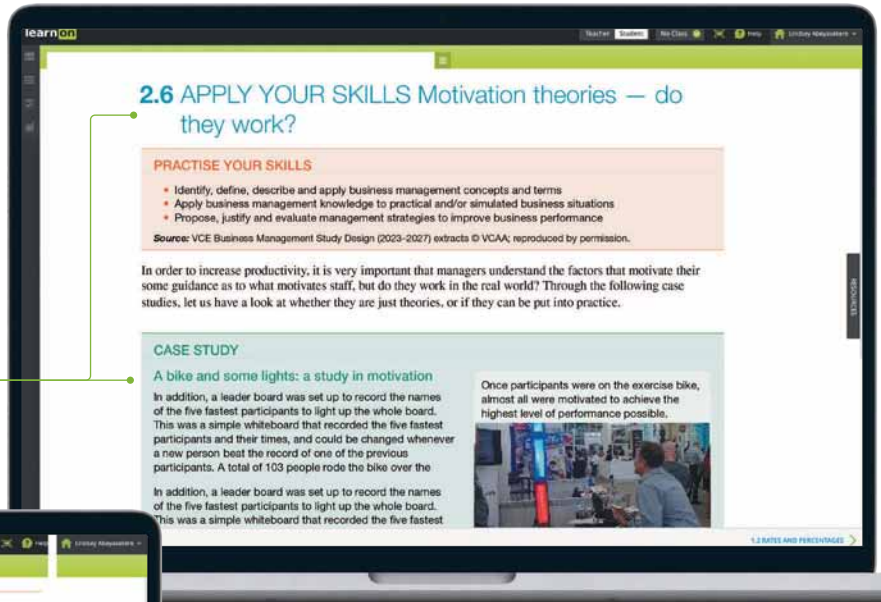 learnon
Teacher Student No Class Help Lindsay
2.6 APPLY YOUR SKILLS Motivation theories — do
they work?
PRACTISE YOUR SKILLS
• Identify, define, describe and apply business management concepts and terms
• Apply business management knowledge to practical and/or simulated business situations
• Propose, justify and evaluate management strategies to improve business performance
Source: VCE Business Management Study Design (2023–2027) extracts © VCAA; reproduced by permission.
In order to increase productivity, it is very important that managers understand the factors that motivate their
some guidance as to what motivates staff, but do they work in the real world? Through the following case
studies, let us have a look at whether they are just theories, or if they can be put into practice.
RESOURCES
CASE STUDY
A bike and some lights: a study in motivation
In addition, a leader board was set up to record the names
of the five fastest participants to light up the whole board.
This was a simple whiteboard that recorded the five fastest
participants and their times, and could be changed whenever
a new person beat the record of one of the previous
participants. A total of 103 people rode the bike over the
In addition, a leader board was set up to record the names
of the five fastest participants to light up the whole board.
This was a simple whiteboard that recorded the five fastest
Once participants were on the exercise bike,
almost all were motivated to achieve the
highest level of performance possible.
1.2 RATES AND PERCENTAGES